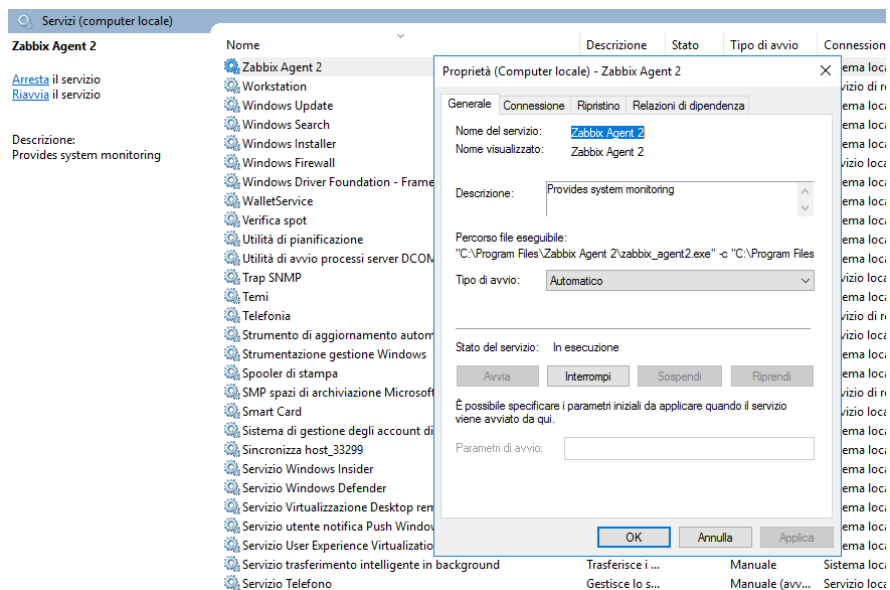 Servizi (computer locale)
Zabbix Agent 2
Arresta il servizio
Riavvia il servizio
Descrizione:
Provides system monitoring
Nome Descrizione Stato Tipo di avvio Connession
Zabbix Agent 2
Workstation
Windows Update
Windows Search
Windows Installer
Windows Firewall
Windows Driver Foundation - Frame
WalletService
Verifica spot
Utilità di pianificazione
Utilità di avvio processi server DCOM
Trap SNMP
Temi
Telefonia
Strumento di aggiornamento autom
Strumentazione gestione Windows
Spooler di stampa
SMP spazi di archiviazione Microsoft
Smart Card
Sistema di gestione degli account di
Sincronizza host_33299
Servizio Windows Insider
Servizio Windows Defender
Servizio Virtualizzazione Desktop rem
Servizio utente notifica Push Window
Servizio User Experience Virtualizatio
Servizio trasferimento intelligente in background Trasferisce i ... Manuale Sistema loca
Servizio Telefono Gestisce lo s... Manuale (avv... Servizio loca
Proprietà (Computer locale) - Zabbix Agent 2
Generale Connessione Ripristino Relazioni di dipendenza
Nome del servizio: Zabbix Agent 2
Nome visualizzato: Zabbix Agent 2
Descrizione: Provides system monitoring
Percorso file eseguibile:
"C:\Program Files\Zabbix Agent 2\zabbix_agent2.exe" -c "C:\Program Files
Tipo di avvio: Automatico
Stato del servizio: In esecuzione
Avvia Interrompi Sospendi Riprendi
È possibile specificare i parametri iniziali da applicare quando il servizio
viene avviato da qui.
Parametri di avvio:
OK Annulla Applica